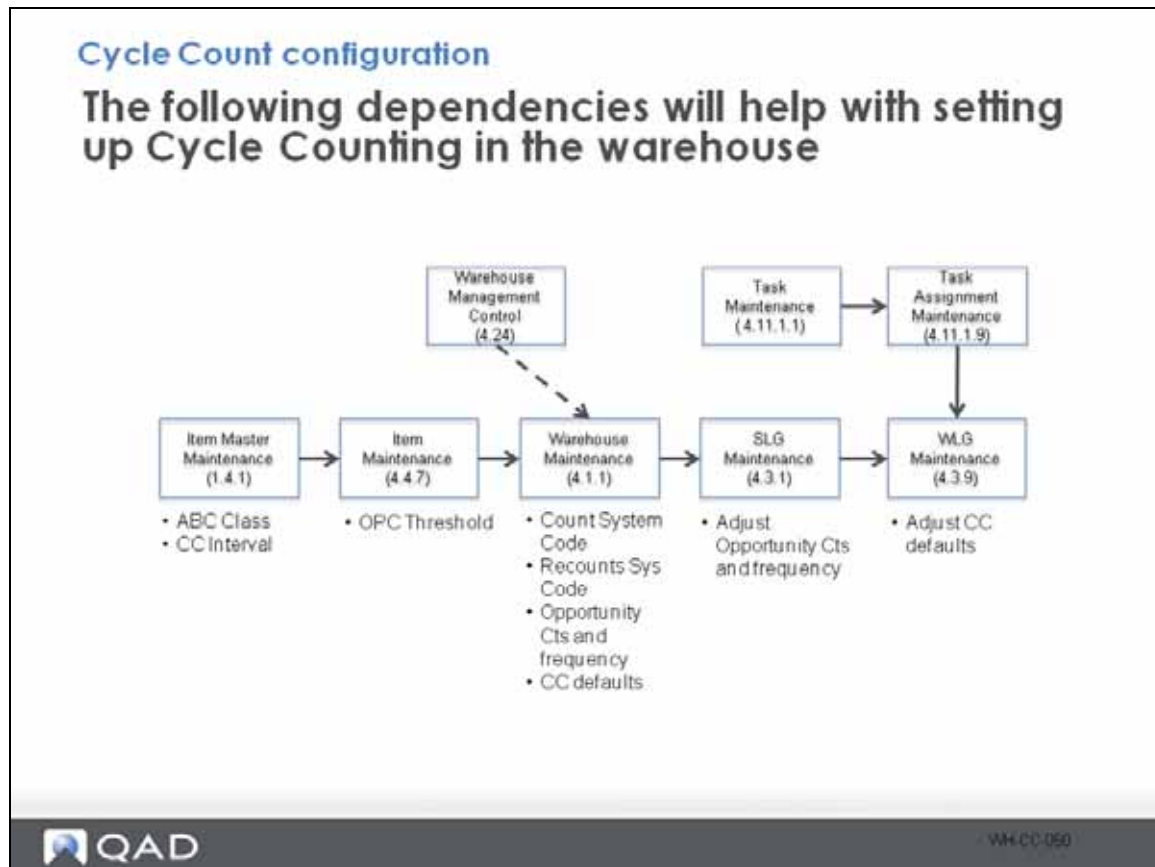 Cycle Count configuration
The following dependencies will help with setting
up Cycle Counting in the warehouse
Warehouse
Management
Control
(4.24)
Task
Maintenance
(4.11.1.1)
Task
Assignment
Maintenance
(4.11.1.9)
Item Master
Maintenance
(1.4.1)
Item
Maintenance
(4.4.7)
Warehouse
Maintenance
(4.1.1)
SLG
Maintenance
(4.3.1)
WLG
Maintenance
(4.3.9)
• ABC Class
• CC Interval
• OPC Threshold
• Count System
Code
• Recounts Sys
Code
• Opportunity
Cts and
frequency
• CC defaults
• Adjust
Opportunity Cts
and frequency
• Adjust CC
defaults
QAD
WH-CC-050